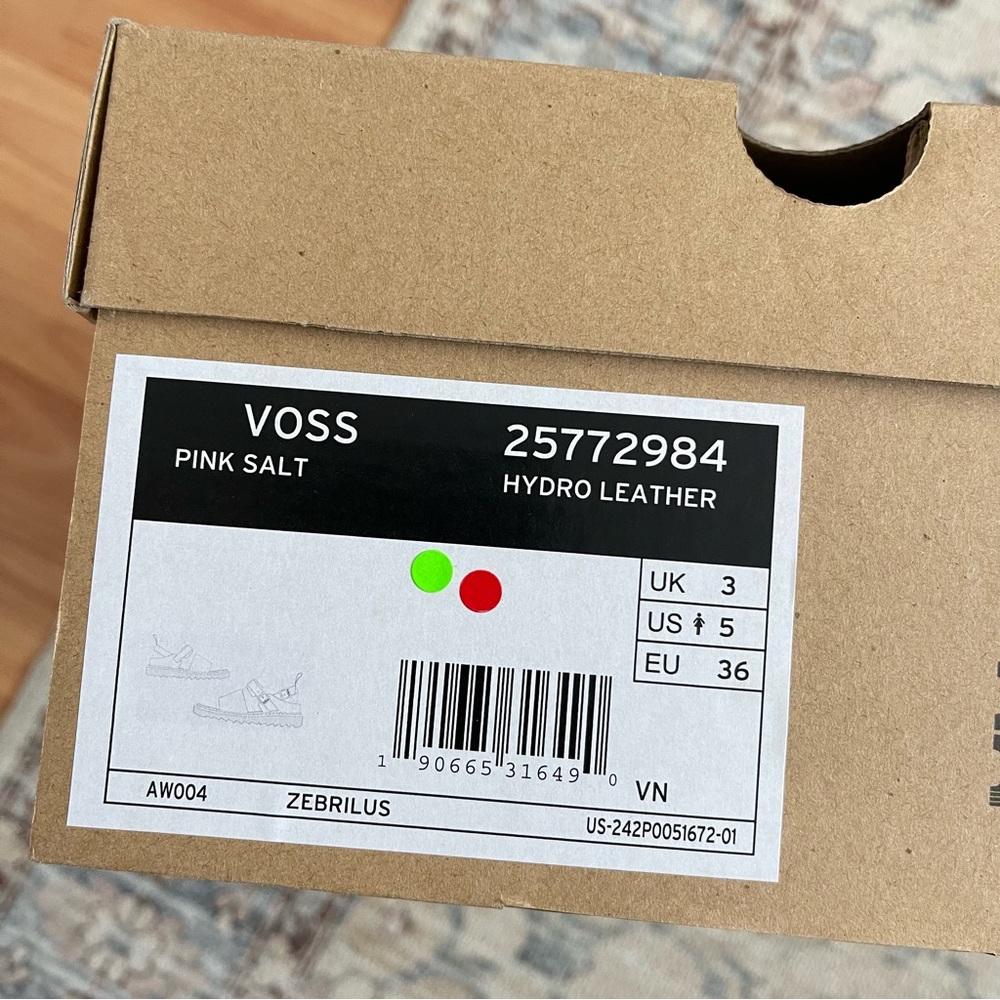 VOSS
PINK SALT
25772984
HYDRO LEATHER
UK 3
US 5
EU 36
1 90665 31649 0
VN
AW004
ZEBRILUS
US-242P0051672-01